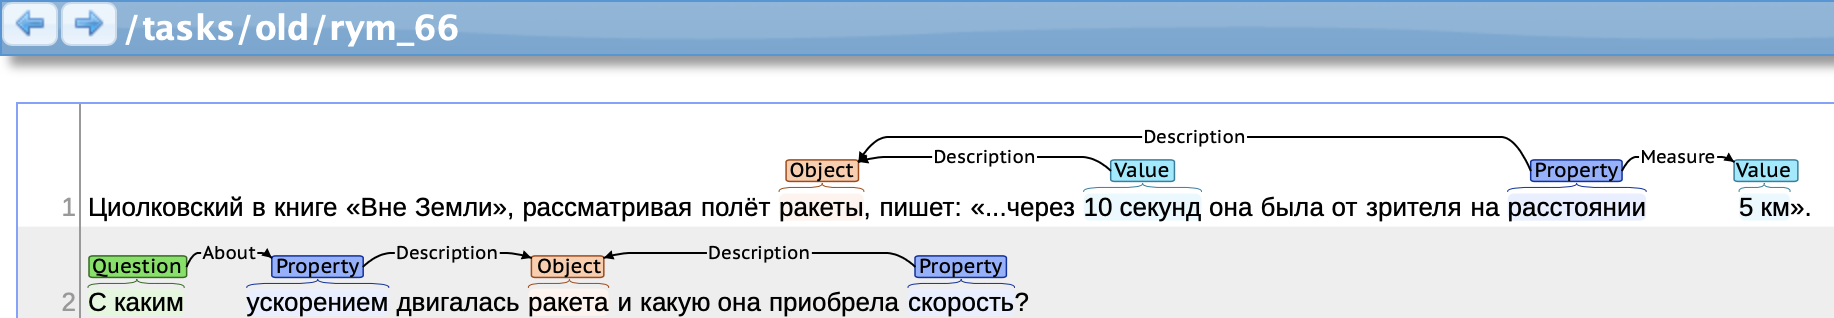 /tasks/old/rym_66
Description
Object Description Value Property Measure Value
1 Циолковский в книге «Вне Земли», рассматривая полёт ракеты, пишет: «...через 10 секунд она была от зрителя на расстоянии 5 км».
Question About Property Description Object Description Property
2 С каким ускорением двигалась ракета и какую она приобрела скорость?